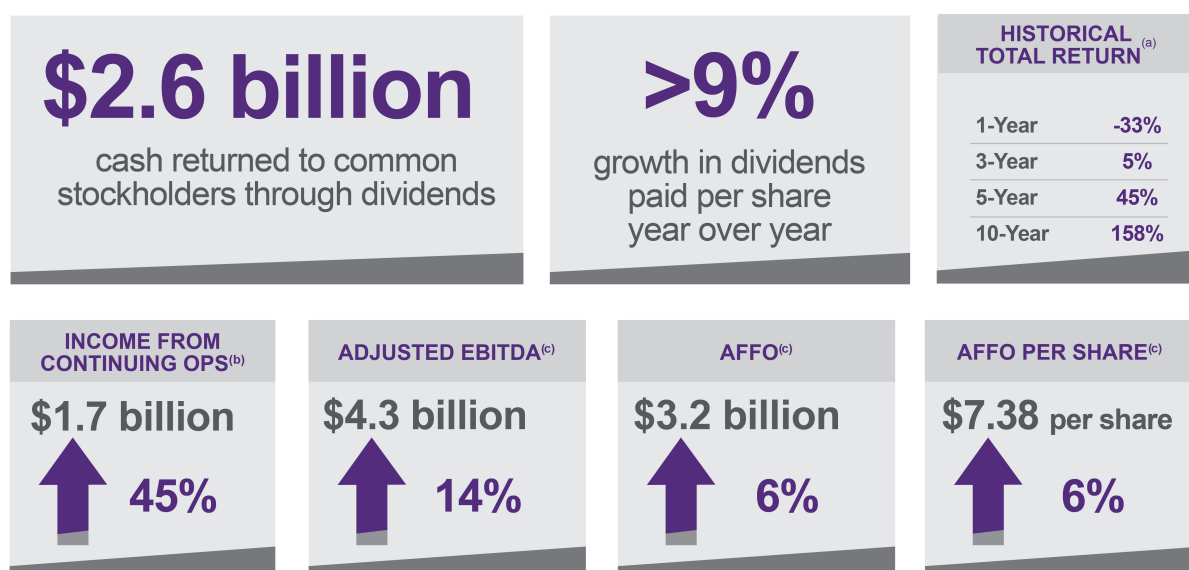 $2.6 billion
cash returned to common
stockholders through dividends
>9%
growth in dividends
paid per share
year over year
HISTORICAL
TOTAL RETURN(a)
1-Year -33%
3-Year 5%
5-Year 45%
10-Year 158%
INCOME FROM
CONTINUING OPS(b)
$1.7 billion
45%
ADJUSTED EBITDA(c)
$4.3 billion
14%
AFFO(c)
$3.2 billion
6%
AFFO PER SHARE(c)
$7.38 per share
6%